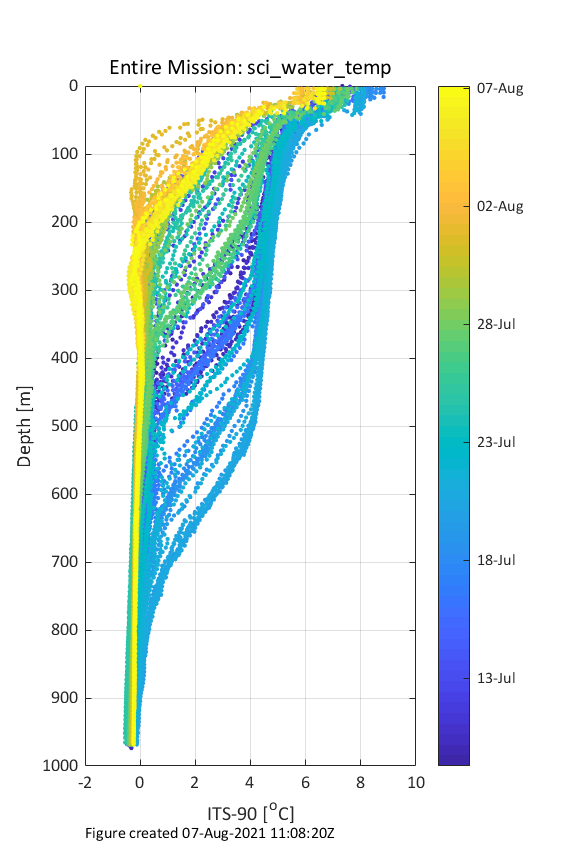 Entire Mission: sci_water_temp
0
100
200
300
400
500
600
700
800
900
1000
Depth [m]
-2 0 2 4 6 8 10
ITS-90 [°C]
07-Aug
02-Aug
28-Jul
23-Jul
18-Jul
13-Jul
Figure created 07-Aug-2021 11:08:20Z